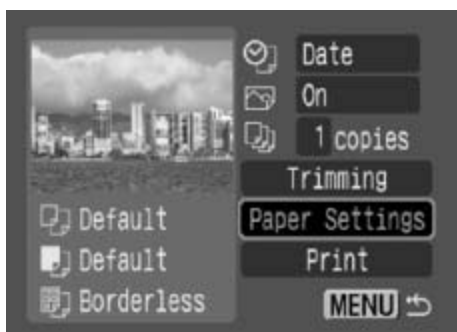 Date
On
1 copies
Trimming
Paper Settings
Print
MENU
Default
Default
Borderless